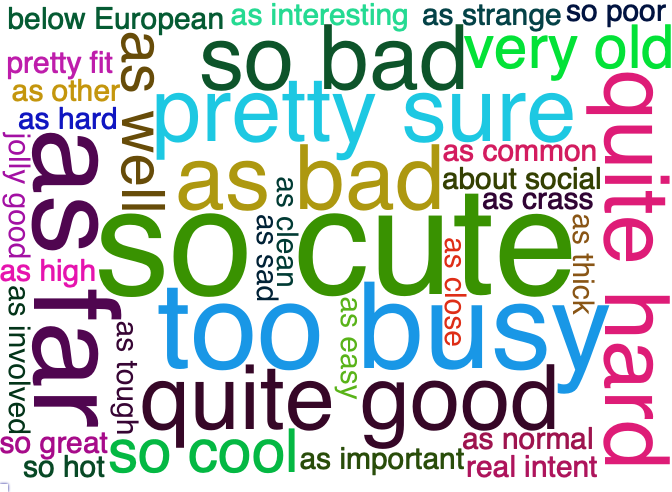 below European
as interesting
as strange
so poor
pretty fit
as well
so bad
very old
as other
as hard
pretty sure
quite hard
jolly good
as far
as bad
as common
about social
as crass
as clean
as sad
so cute
as close
as thick
as high
as involved
as tough
too busy
as easy
quite good
so great
so hot
so cool
as important
as normal
real intent